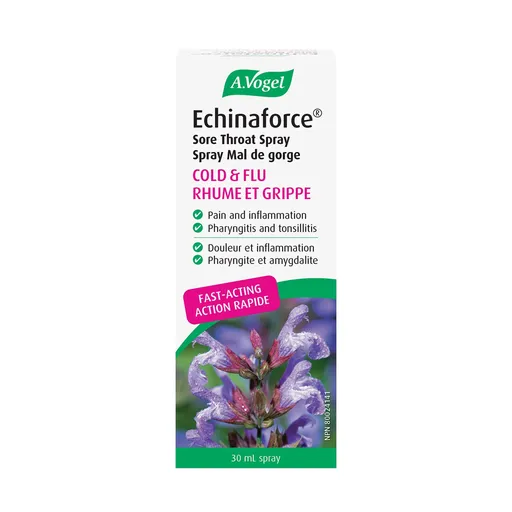 A.Vogel
Echinaforce®
Sore Throat Spray
Spray Mal de gorge
COLD & FLU
RHUME ET GRIPPE
Pain and inflammation
Pharyngitis and tonsillitis
Douleur et inflammation
Pharyngite et amygdalite
FAST-ACTING
ACTION RAPIDE
NPN 80024141
30 mL spray